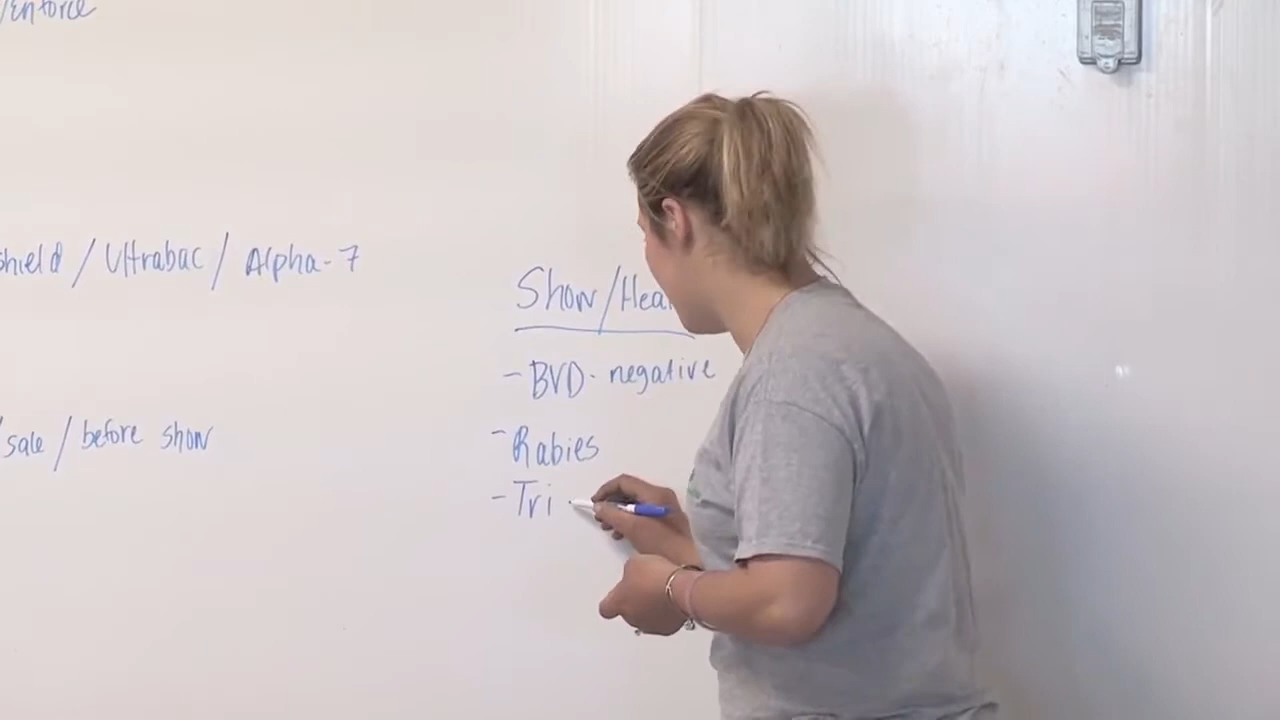 /Enforce
shield / Ultrabac / Alpha-7
Show/Hea
- BVD - negative
/sale / before show
- Rabies
- Tri